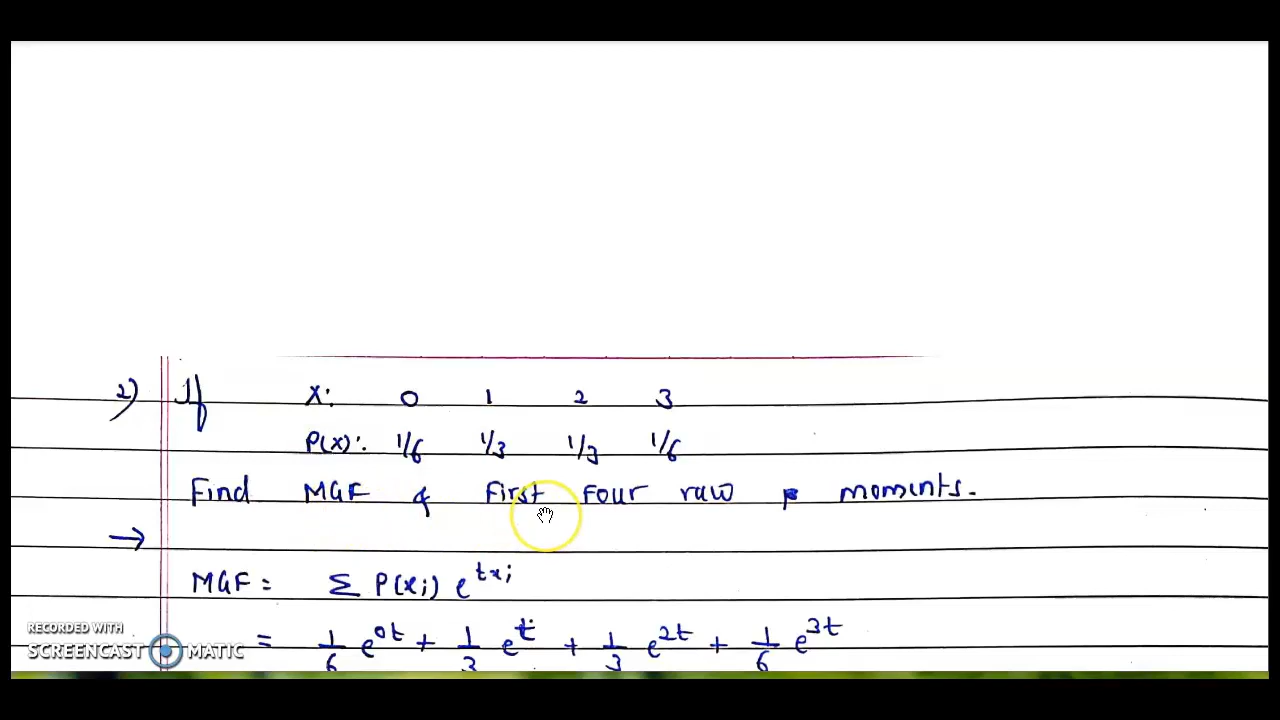 2) If X: 0 1 2 3
P(x): 1/6 1/3 1/3 1/6
Find MGF & first four raw moments.
→
MGF = Σ P(xi) e^txi
= 1/6 e^0t + 1/3 e^t + 1/3 e^2t + 1/6 e^3t
RECORDED WITH
SCREENCAST MATIC